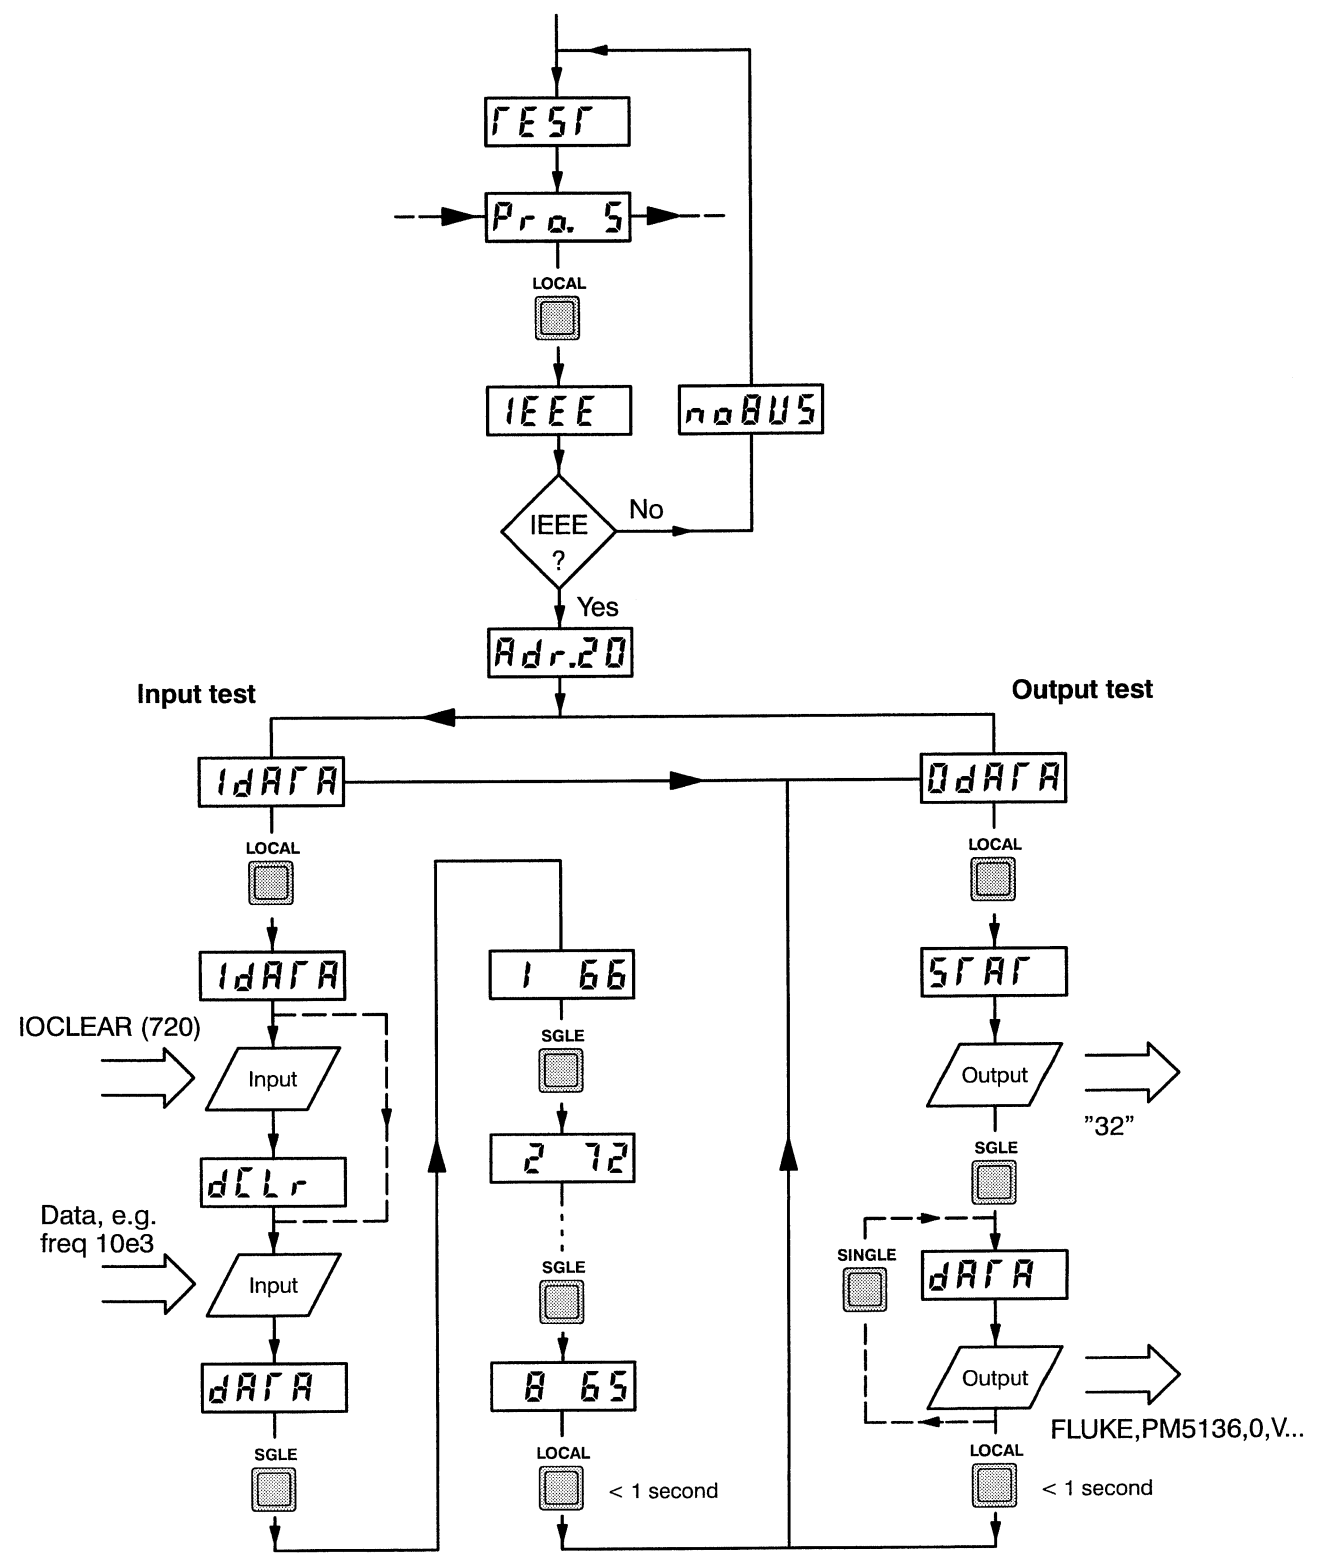 TEST
Pro. 5
LOCAL
IEEE
noBUS
IEEE
?
No
Yes
Adr.20
Input test
Output test
IdATA
OdATA
LOCAL
LOCAL
IdATA
IOCLEAR (720)
Input
dCLr
Data, e.g.
freq 10e3
Input
dATA
SGLE
1 66
SGLE
2 72
SGLE
8 65
LOCAL
< 1 second
STAT
Output
"32"
SGLE
SINGLE
dATA
Output
FLUKE,PM5136,0,V...
LOCAL
< 1 second